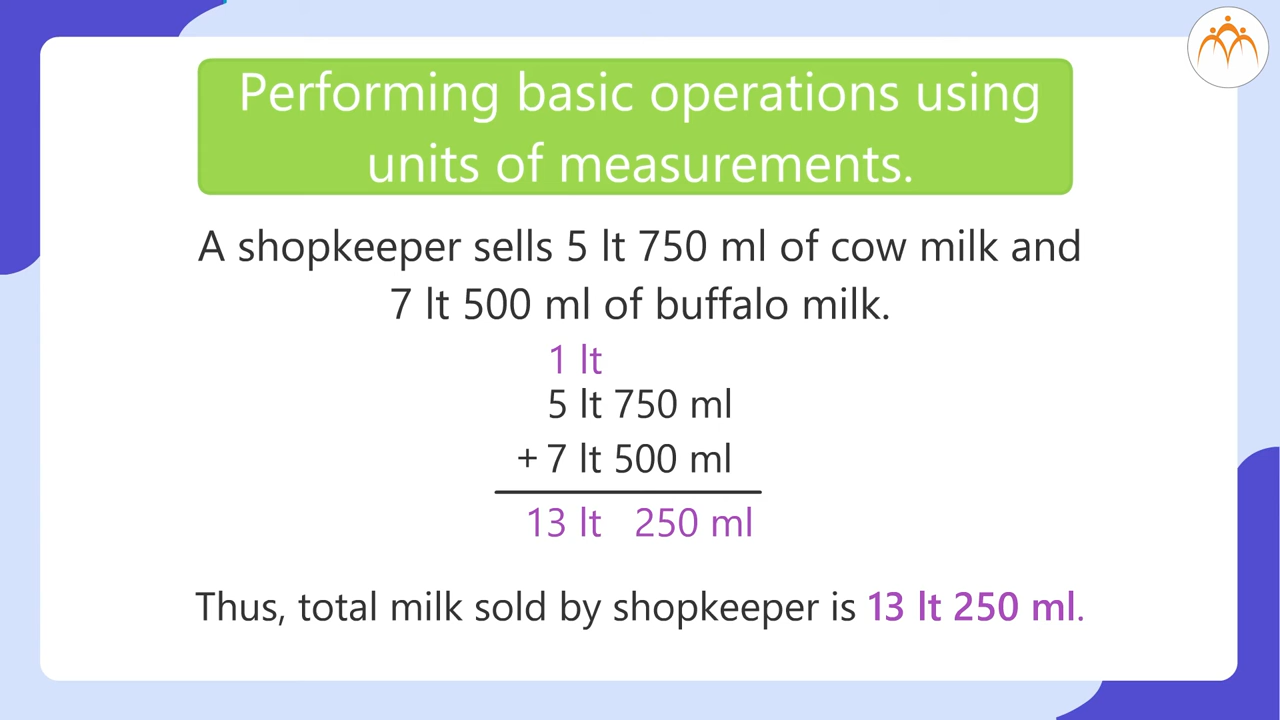 Performing basic operations using
units of measurements.
A shopkeeper sells 5 lt 750 ml of cow milk and
7 lt 500 ml of buffalo milk.
1 lt
5 lt 750 ml
+ 7 lt 500 ml
13 lt 250 ml
Thus, total milk sold by shopkeeper is 13 lt 250 ml.